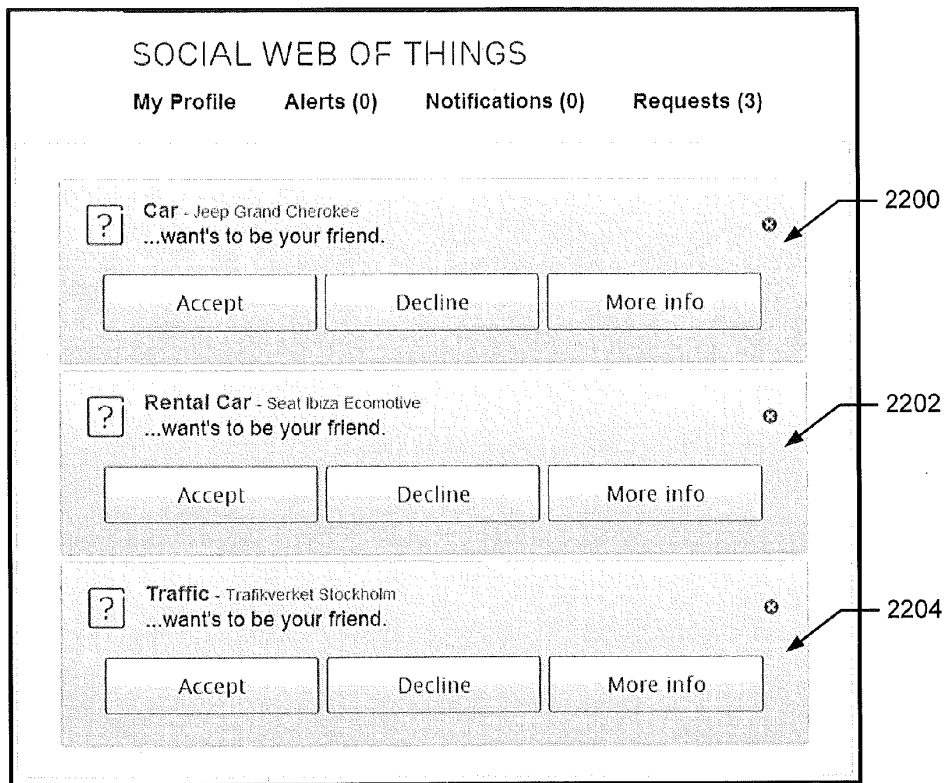 SOCIAL WEB OF THINGS
My Profile Alerts (0) Notifications (0) Requests (3)
? Car - Jeep Grand Cherokee
...want's to be your friend.
Accept Decline More info
2200
? Rental Car - Seat Ibiza Ecomotive
...want's to be your friend.
Accept Decline More info
2202
? Traffic - Trafikverket Stockholm
...want's to be your friend.
Accept Decline More info
2204